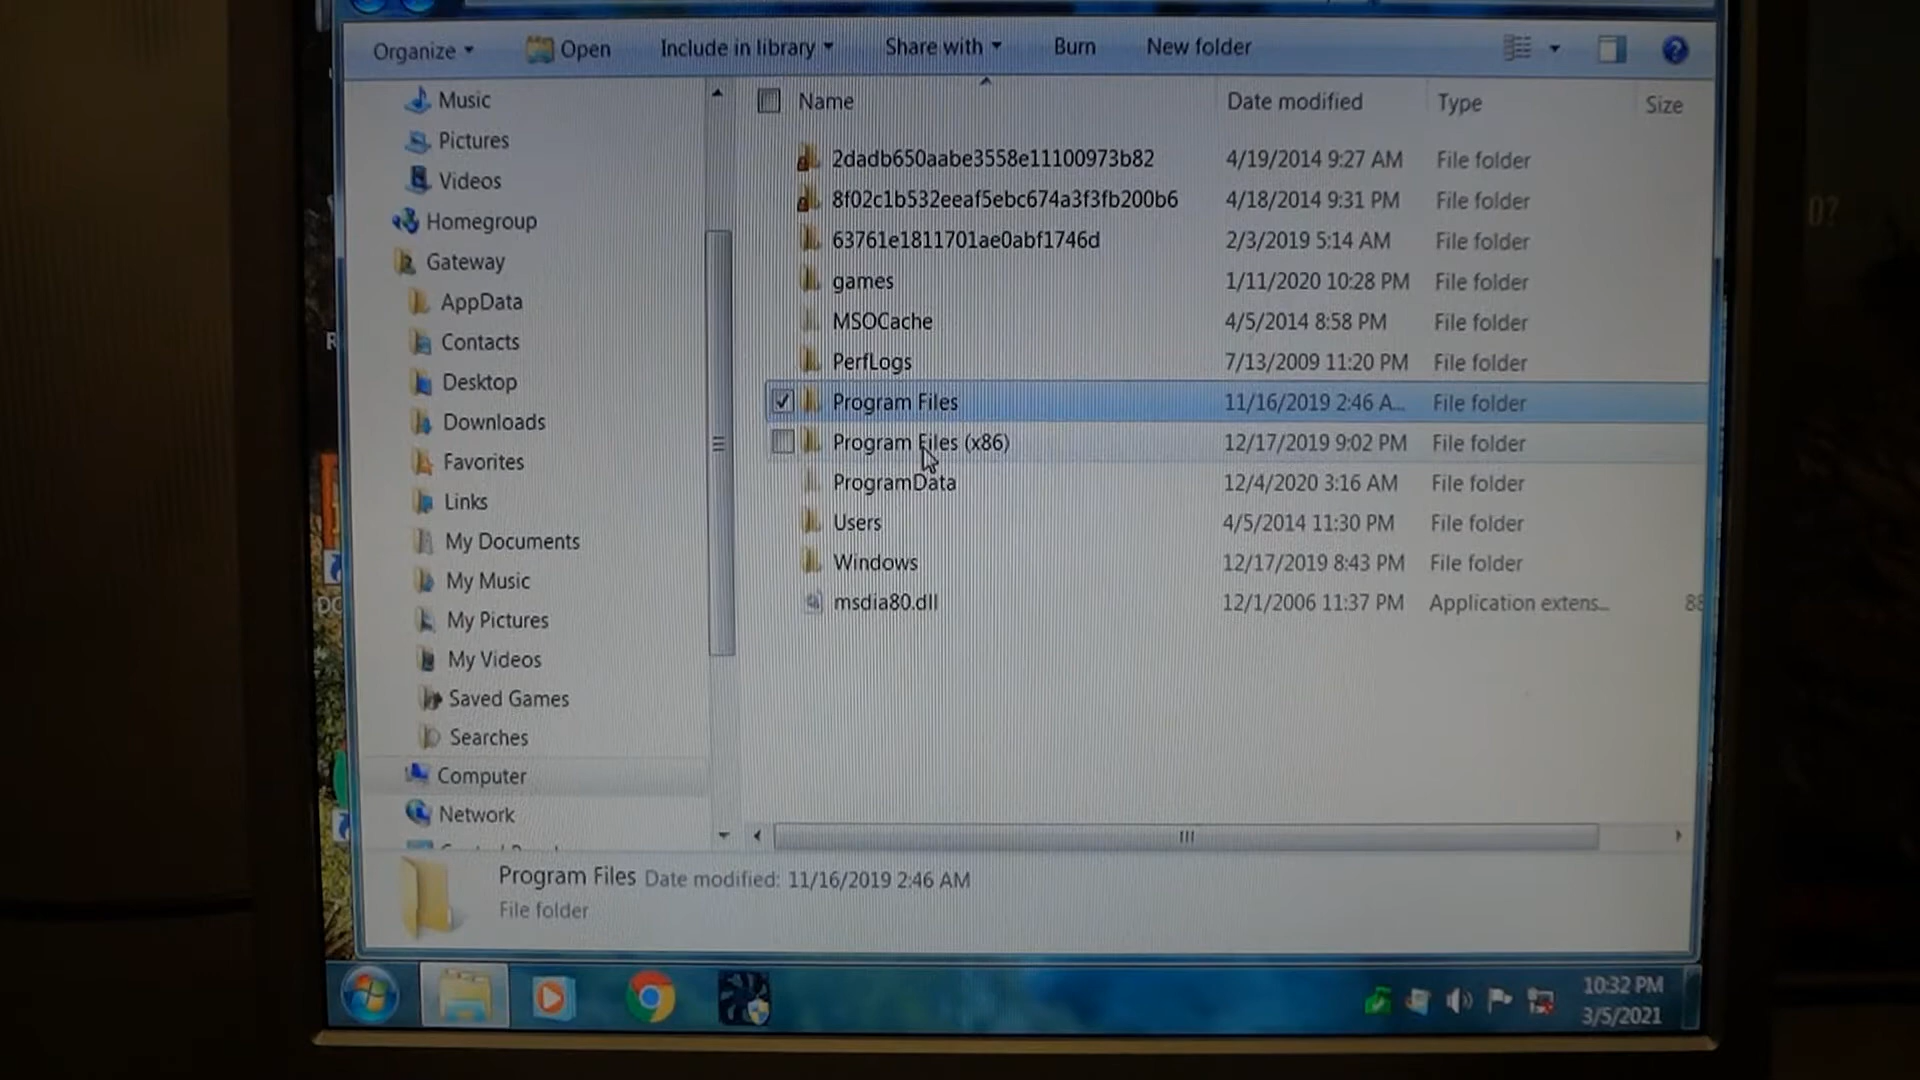 Organize Open Include in library Share with Burn New folder
Music
Pictures
Videos
Homegroup
Gateway
AppData
Contacts
Desktop
Downloads
Favorites
Links
My Documents
My Music
My Pictures
My Videos
Saved Games
Searches
Computer
Network
Name Date modified Type Size
2dadb650aabe3558e11100973b82 4/19/2014 9:27 AM File folder
8f02c1b532eeaf5ebc674a3f3fb200b6 4/18/2014 9:31 PM File folder
63761e1811701ae0abf1746d 2/3/2019 5:14 AM File folder
games 1/11/2020 10:28 PM File folder
MSOCache 4/5/2014 8:58 PM File folder
PerfLogs 7/13/2009 11:20 PM File folder
Program Files 11/16/2019 2:46 A... File folder
Program Files (x86) 12/17/2019 9:02 PM File folder
ProgramData 12/4/2020 3:16 AM File folder
Users 4/5/2014 11:30 PM File folder
Windows 12/17/2019 8:43 PM File folder
msdia80.dll 12/1/2006 11:37 PM Application extens... 88
Program Files Date modified: 11/16/2019 2:46 AM
File folder
10:32 PM
3/5/2021